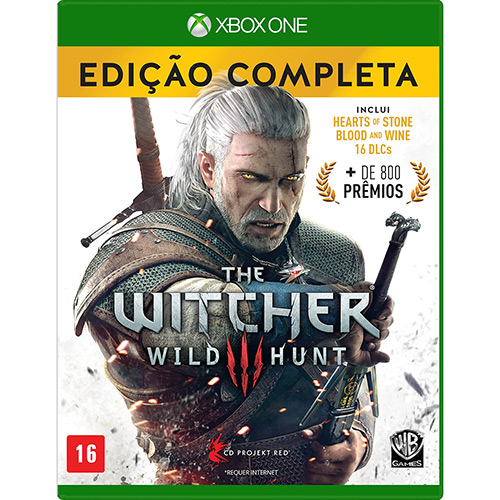 XBOX ONE
EDIÇÃO COMPLETA
INCLUI
HEARTS OF STONE
BLOOD AND WINE
16 DLCs
+ DE 800
PRÊMIOS
THE
WITCHER
WILD III HUNT
16
CD PROJEKT RED
*REQUER INTERNET
WB
GAMES